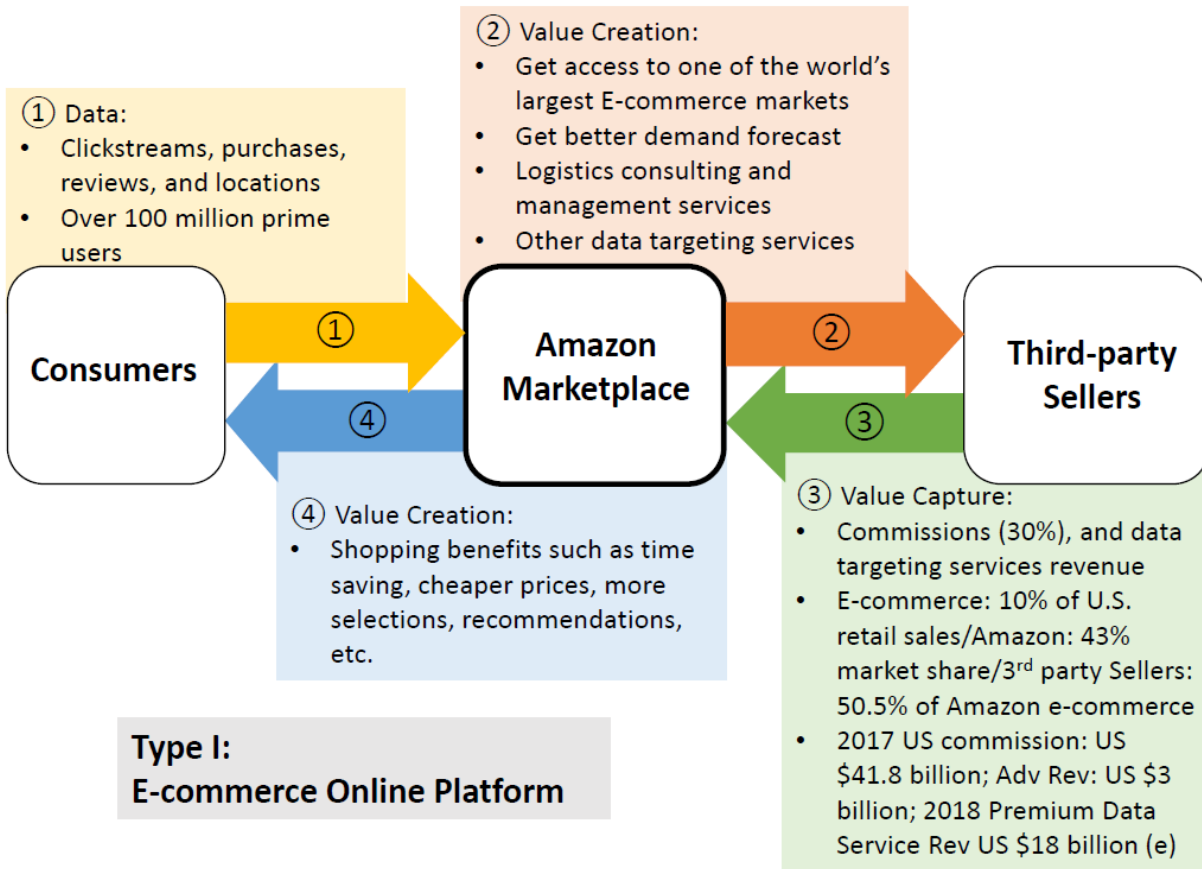 ① Data:
• Clickstreams, purchases,
reviews, and locations
• Over 100 million prime
users
② Value Creation:
• Get access to one of the world’s
largest E-commerce markets
• Get better demand forecast
• Logistics consulting and
management services
• Other data targeting services
Consumers
①
Amazon
Marketplace
②
Third-party
Sellers
④
③
④ Value Creation:
• Shopping benefits such as time
saving, cheaper prices, more
selections, recommendations,
etc.
③ Value Capture:
• Commissions (30%), and data
targeting services revenue
• E-commerce: 10% of U.S.
retail sales/Amazon: 43%
market share/3rd party Sellers:
50.5% of Amazon e-commerce
• 2017 US commission: US
$41.8 billion; Adv Rev: US $3
billion; 2018 Premium Data
Service Rev US $18 billion (e)
Type I:
E-commerce Online Platform